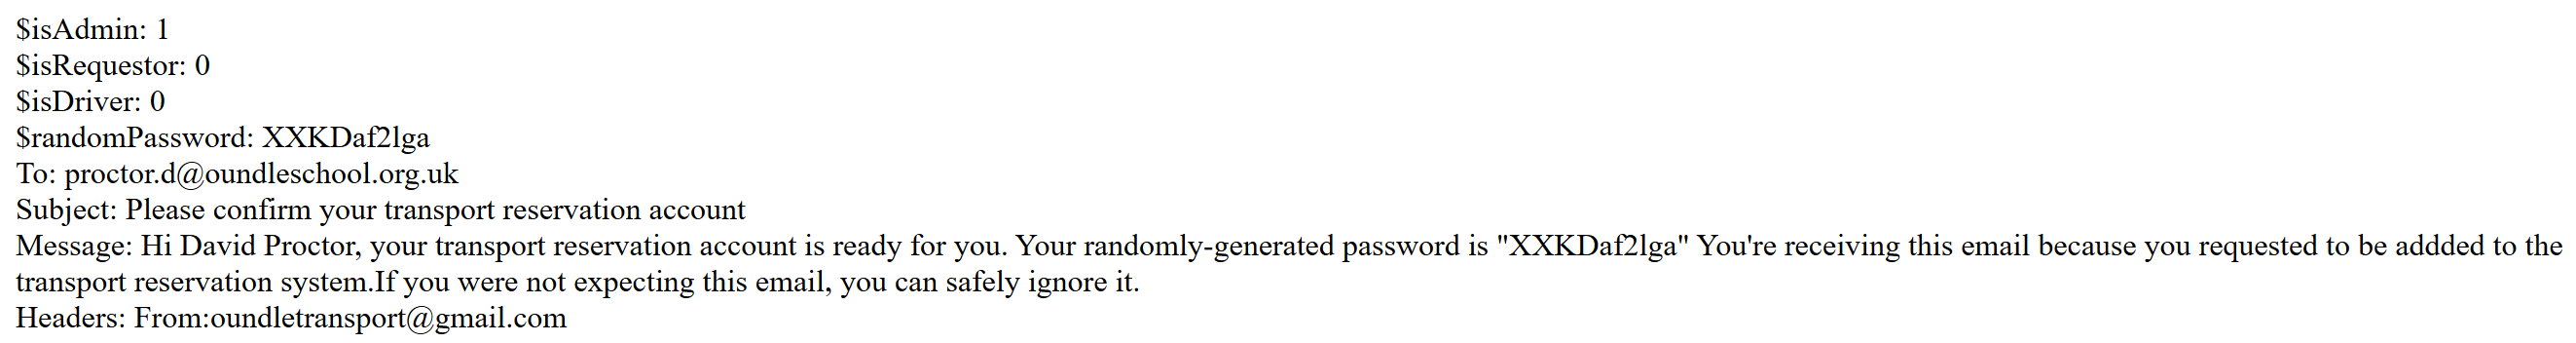 $isAdmin: 1
$isRequestor: 0
$isDriver: 0
$randomPassword: XXKDaf2lga
To: proctor.d@oundleschool.org.uk
Subject: Please confirm your transport reservation account
Message: Hi David Proctor, your transport reservation account is ready for you. Your randomly-generated password is "XXKDaf2lga" You're receiving this email because you requested to be addded to the
transport reservation system.If you were not expecting this email, you can safely ignore it.
Headers: From:oundletransport@gmail.com